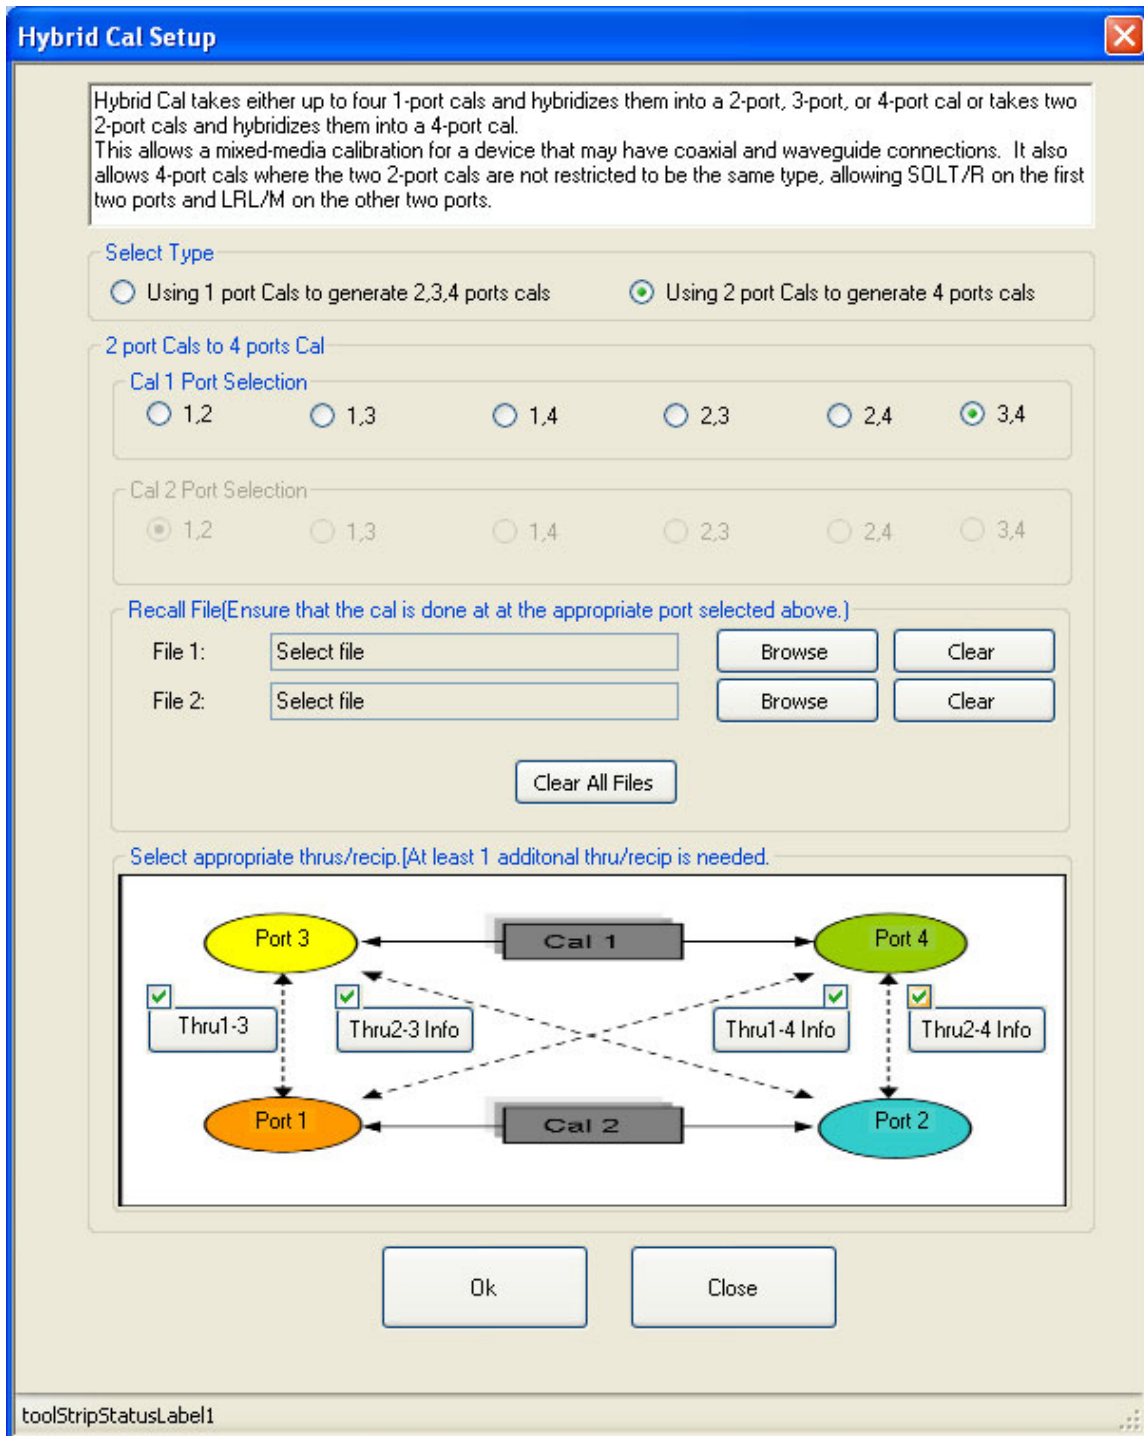 Hybrid Cal Setup
Hybrid Cal takes either up to four 1-port cals and hybridizes them into a 2-port, 3-port, or 4-port cal or takes two
2-port cals and hybridizes them into a 4-port cal.
This allows a mixed-media calibration for a device that may have coaxial and waveguide connections.  It also
allows 4-port cals where the two 2-port cals are not restricted to be the same type, allowing SOLT/R on the first
two ports and LRL/M on the other two ports.
Select Type
Using 1 port Cals to generate 2,3,4 ports cals
Using 2 port Cals to generate 4 ports cals
2 port Cals to 4 ports Cal
Cal 1 Port Selection
1,2 1,3 1,4 2,3 2,4 3,4
Cal 2 Port Selection
1,2 1,3 1,4 2,3 2,4 3,4
Recall File(Ensure that the cal is done at at the appropriate port selected above.)
File 1: Select file Browse Clear
File 2: Select file Browse Clear
Clear All Files
Select appropriate thrus/recip.[At least 1 additonal thru/recip is needed.
Port 3 Cal 1 Port 4
Thru1-3 Thru2-3 Info Thru1-4 Info Thru2-4 Info
Port 1 Cal 2 Port 2
Ok Close
toolStripStatusLabel1